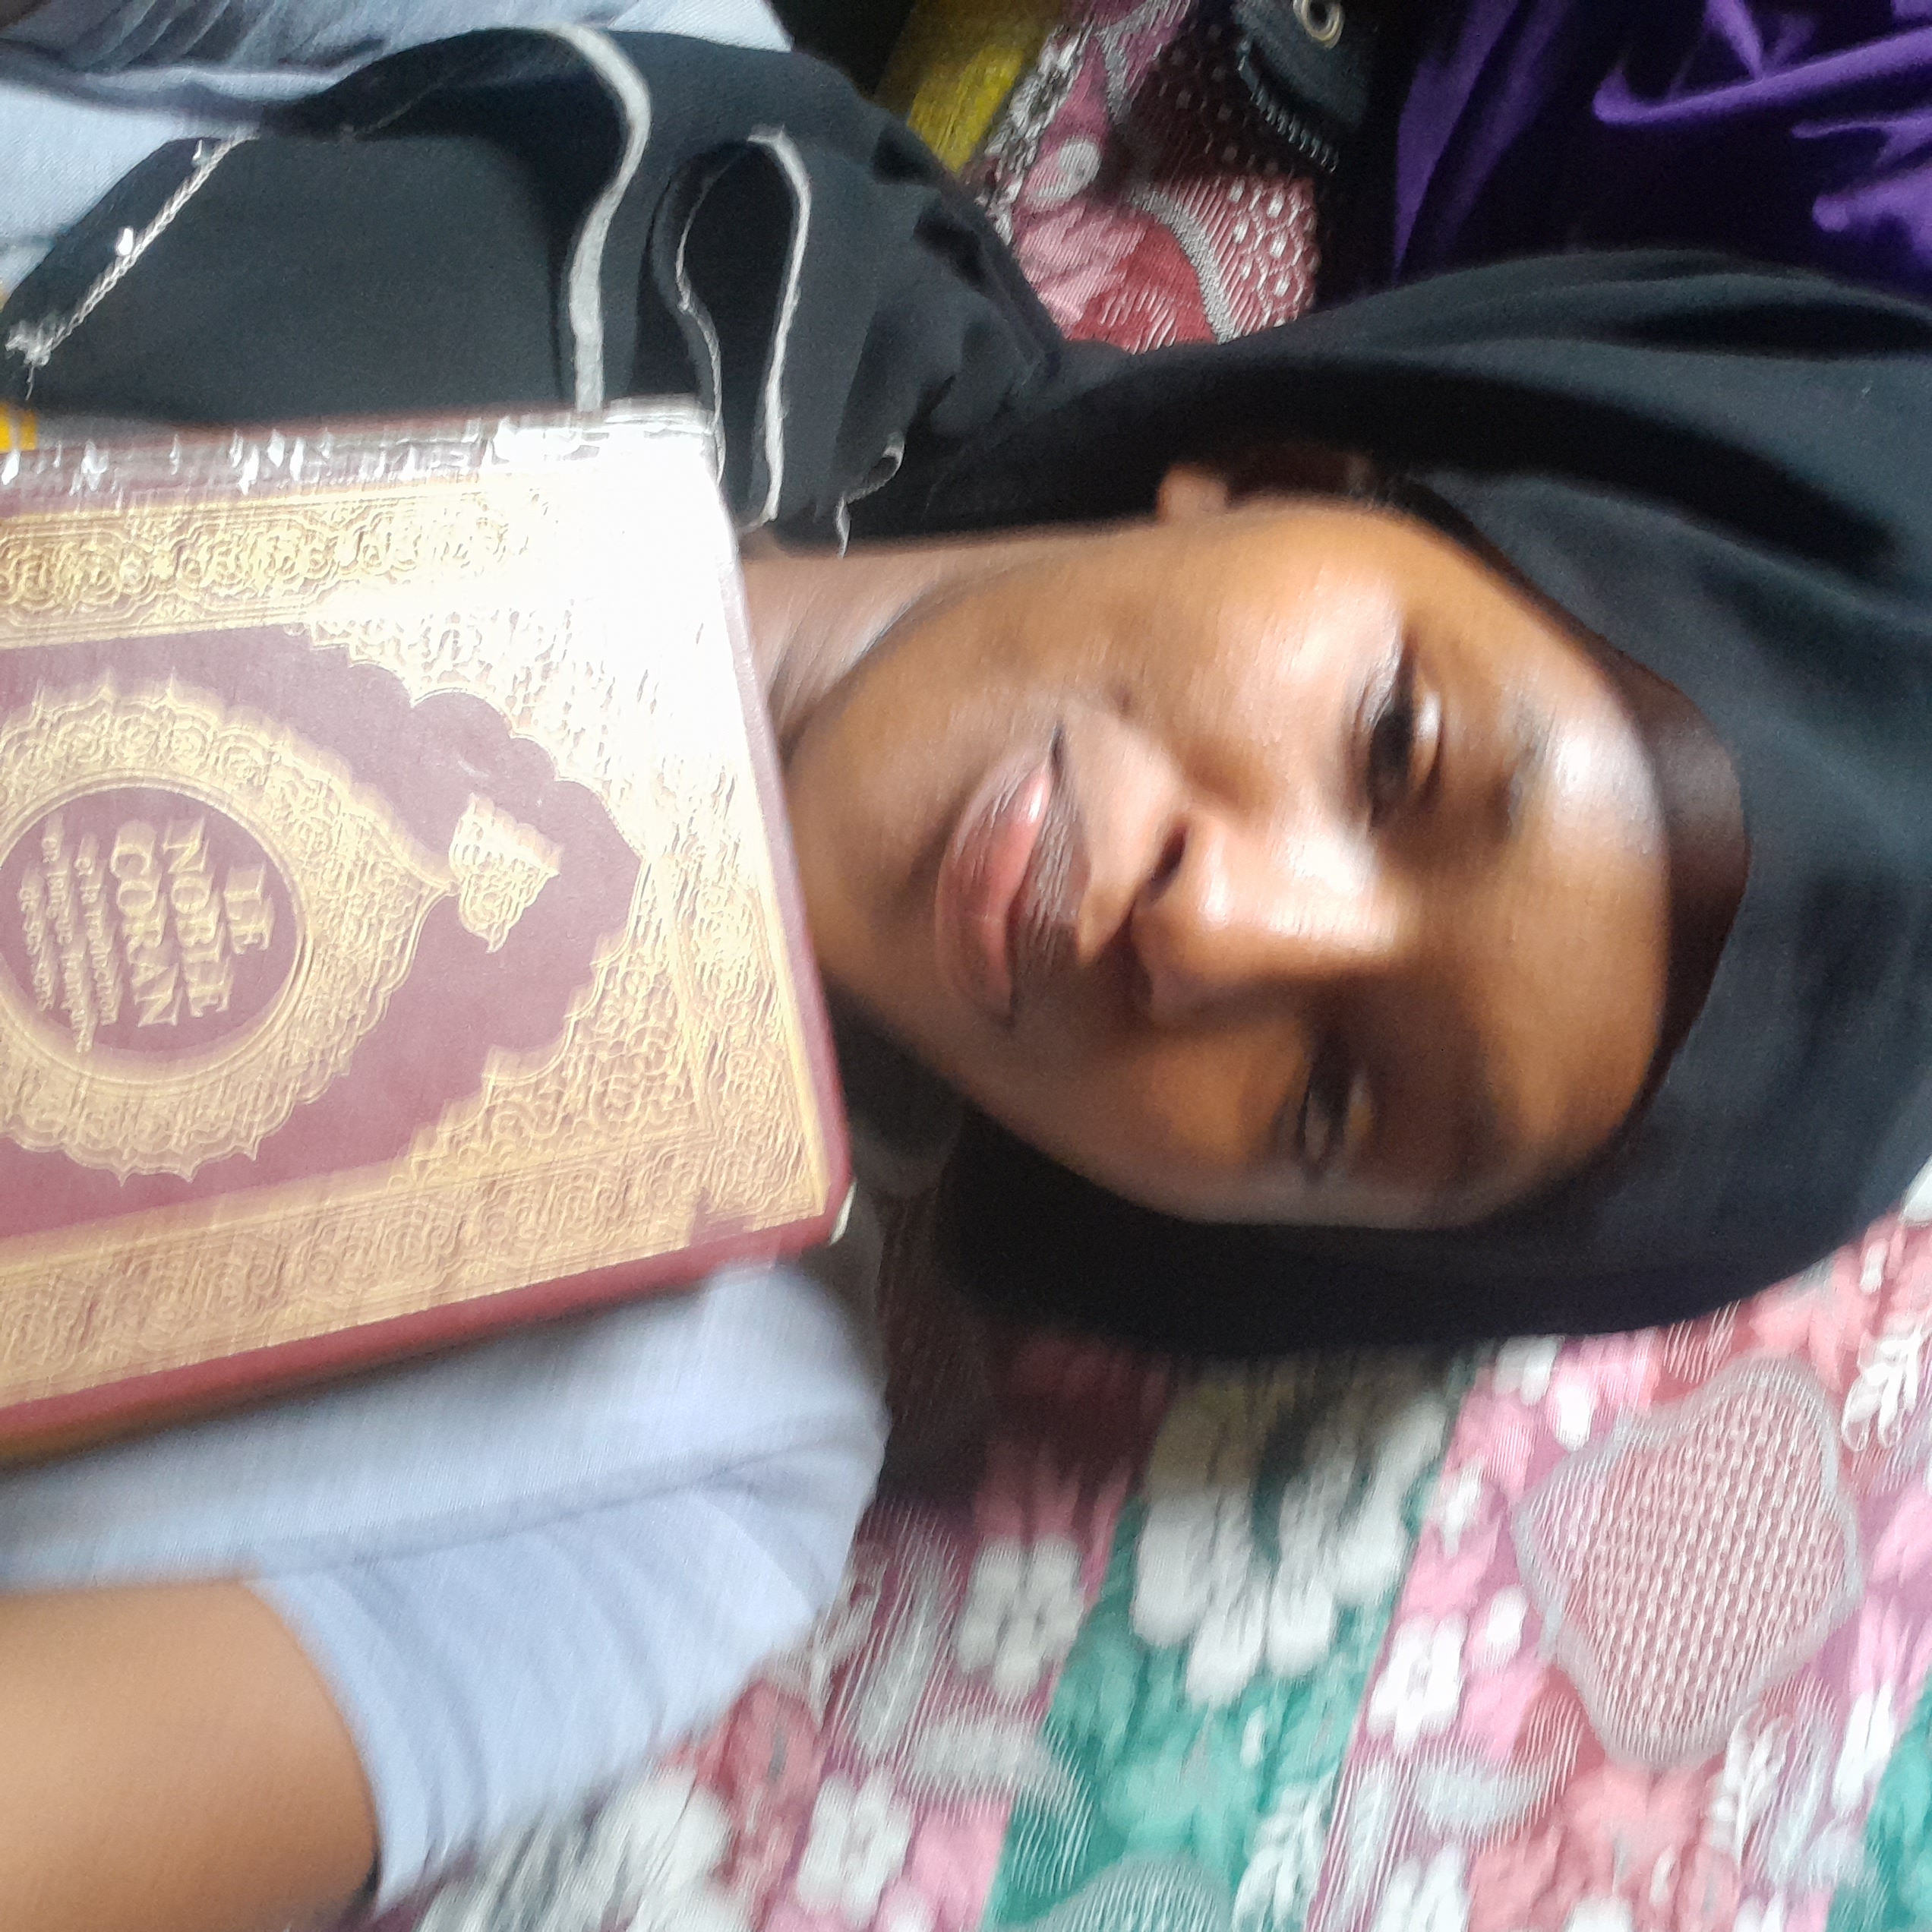 LE
NOBLE
CORAN
et la traduction
en langue française
de ses sens